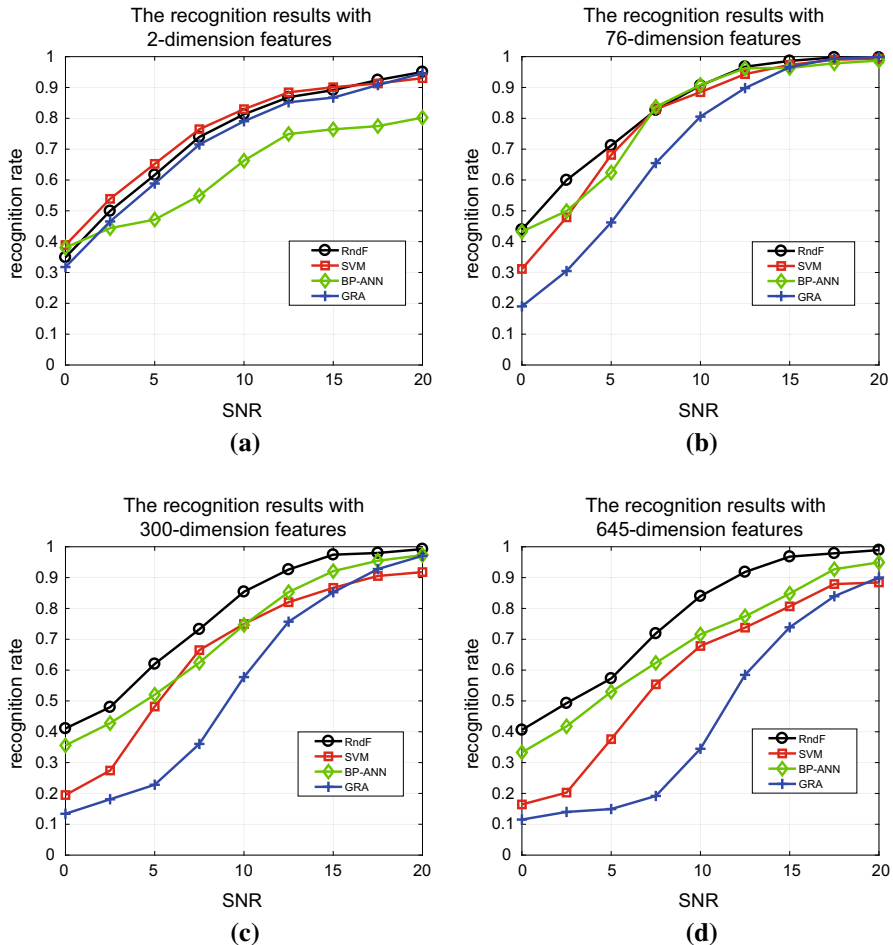 The recognition results with
2-dimension features
1
0.9
0.8
0.7
0.6
0.5
0.4
0.3
0.2
0.1
0
recognition rate
RndF
SVM
BP-ANN
GRA
0 5 10 15 20
SNR
(a)
The recognition results with
76-dimension features
1
0.9
0.8
0.7
0.6
0.5
0.4
0.3
0.2
0.1
0
recognition rate
RndF
SVM
BP-ANN
GRA
0 5 10 15 20
SNR
(b)
The recognition results with
300-dimension features
1
0.9
0.8
0.7
0.6
0.5
0.4
0.3
0.2
0.1
0
recognition rate
RndF
SVM
BP-ANN
GRA
0 5 10 15 20
SNR
(c)
The recognition results with
645-dimension features
1
0.9
0.8
0.7
0.6
0.5
0.4
0.3
0.2
0.1
0
recognition rate
RndF
SVM
BP-ANN
GRA
0 5 10 15 20
SNR
(d)